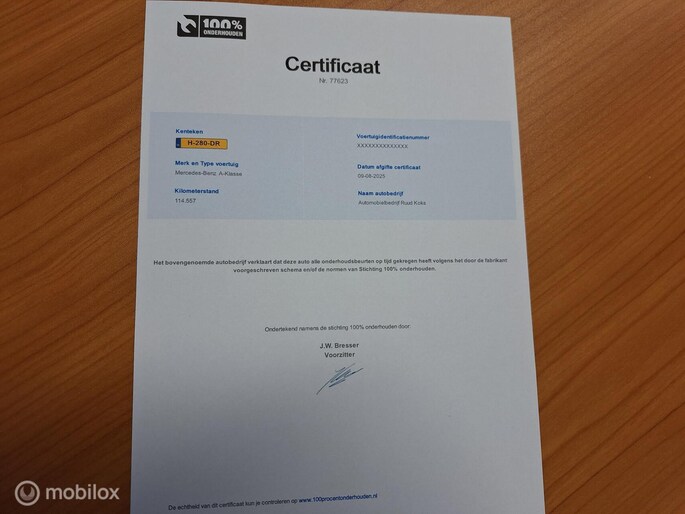 100%
ONDERHOUDEN
Certificaat
Nr. 77623
Kenteken
H-280-DR
Merk en Type voertuig
Mercedes-Benz, A-Klasse
Kilometerstand
114.557
Voertuigidentificatienummer
XXXXXXXXXXXXXX
Datum afgifte certificaat
09-04-2025
Naam autobedrijf
Automobielbedrijf Ruud Koks
Het bovengenoemde autobedrijf verklaart dat deze auto alle onderhoudsbeurten op tijd gekregen heeft volgens het door de fabrikant
voorgeschreven schema en/of de normen van Stichting 100% onderhouden.
Ondertekend namens de stichting 100% onderhouden door
J.W. Bresser
Voorzitter
De echtheid van dit certificaat kun je controleren op www.100procentonderhouden.nl
mobilox